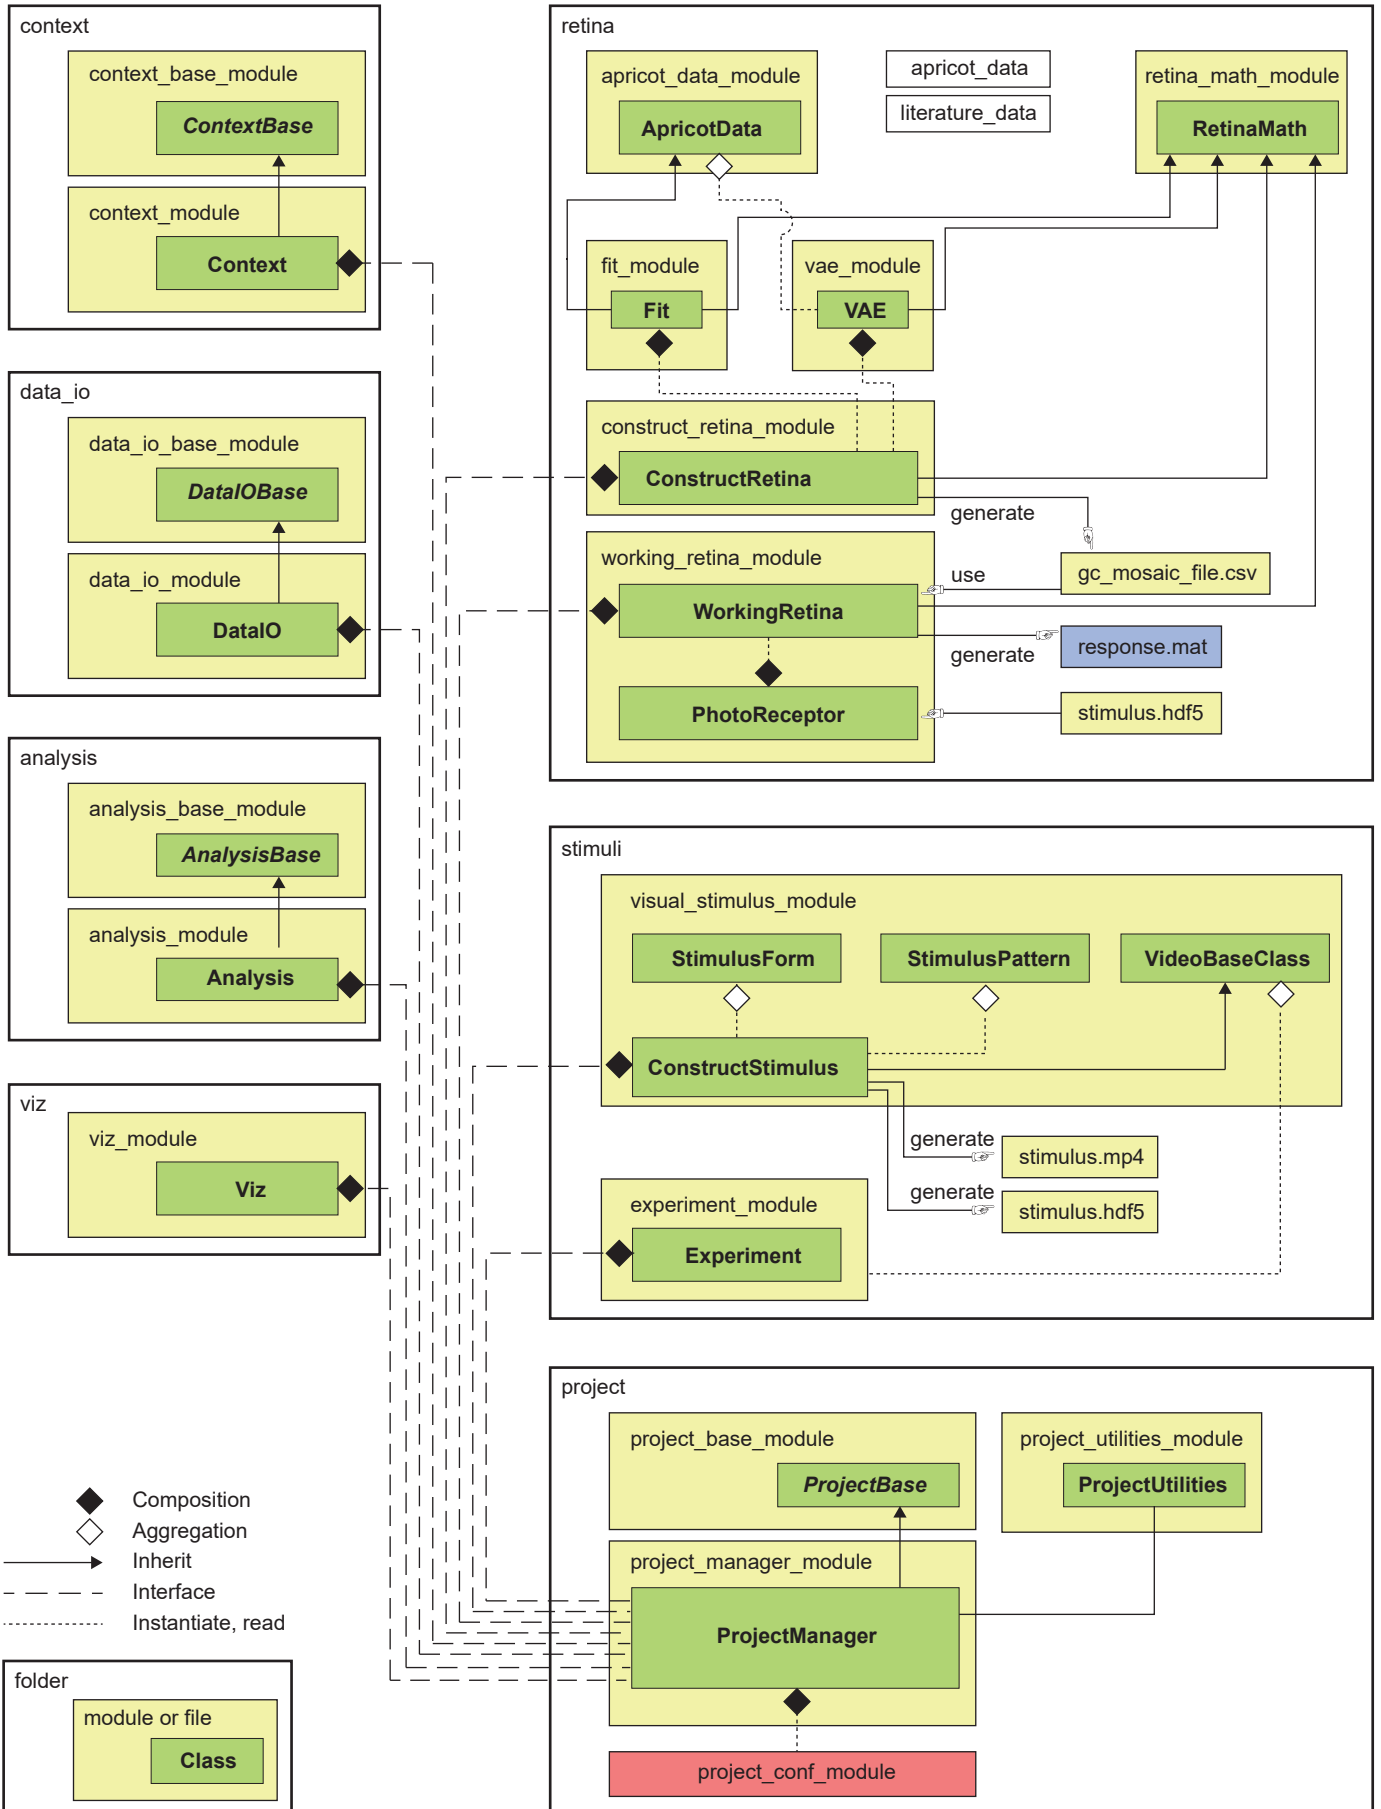 context
context_base_module
ContextBase
context_module
Context
data_io
data_io_base_module
DataIOBase
data_io_module
DataIO
analysis
analysis_base_module
AnalysisBase
analysis_module
Analysis
viz
viz_module
Viz
retina
apricot_data_module
ApricotData
apricot_data
literature_data
retina_math_module
RetinaMath
fit_module
Fit
vae_module
VAE
construct_retina_module
ConstructRetina
generate
gc_mosaic_file.csv
working_retina_module
use
WorkingRetina
generate
response.mat
PhotoReceptor
stimulus.hdf5
stimuli
visual_stimulus_module
StimulusForm
StimulusPattern
VideoBaseClass
ConstructStimulus
generate
stimulus.mp4
generate
stimulus.hdf5
experiment_module
Experiment
project
project_base_module
ProjectBase
project_utilities_module
ProjectUtilities
project_manager_module
ProjectManager
project_conf_module
Composition
Aggregation
Inherit
Interface
Instantiate, read
folder
module or file
Class